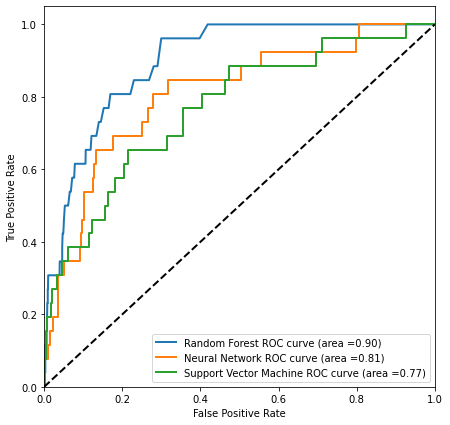 1.0
0.8
0.6
0.4
0.2
0.0
True Positive Rate
Random Forest ROC curve (area =0.90)
Neural Network ROC curve (area =0.81)
Support Vector Machine ROC curve (area =0.77)
0.0 0.2 0.4 0.6 0.8 1.0
False Positive Rate